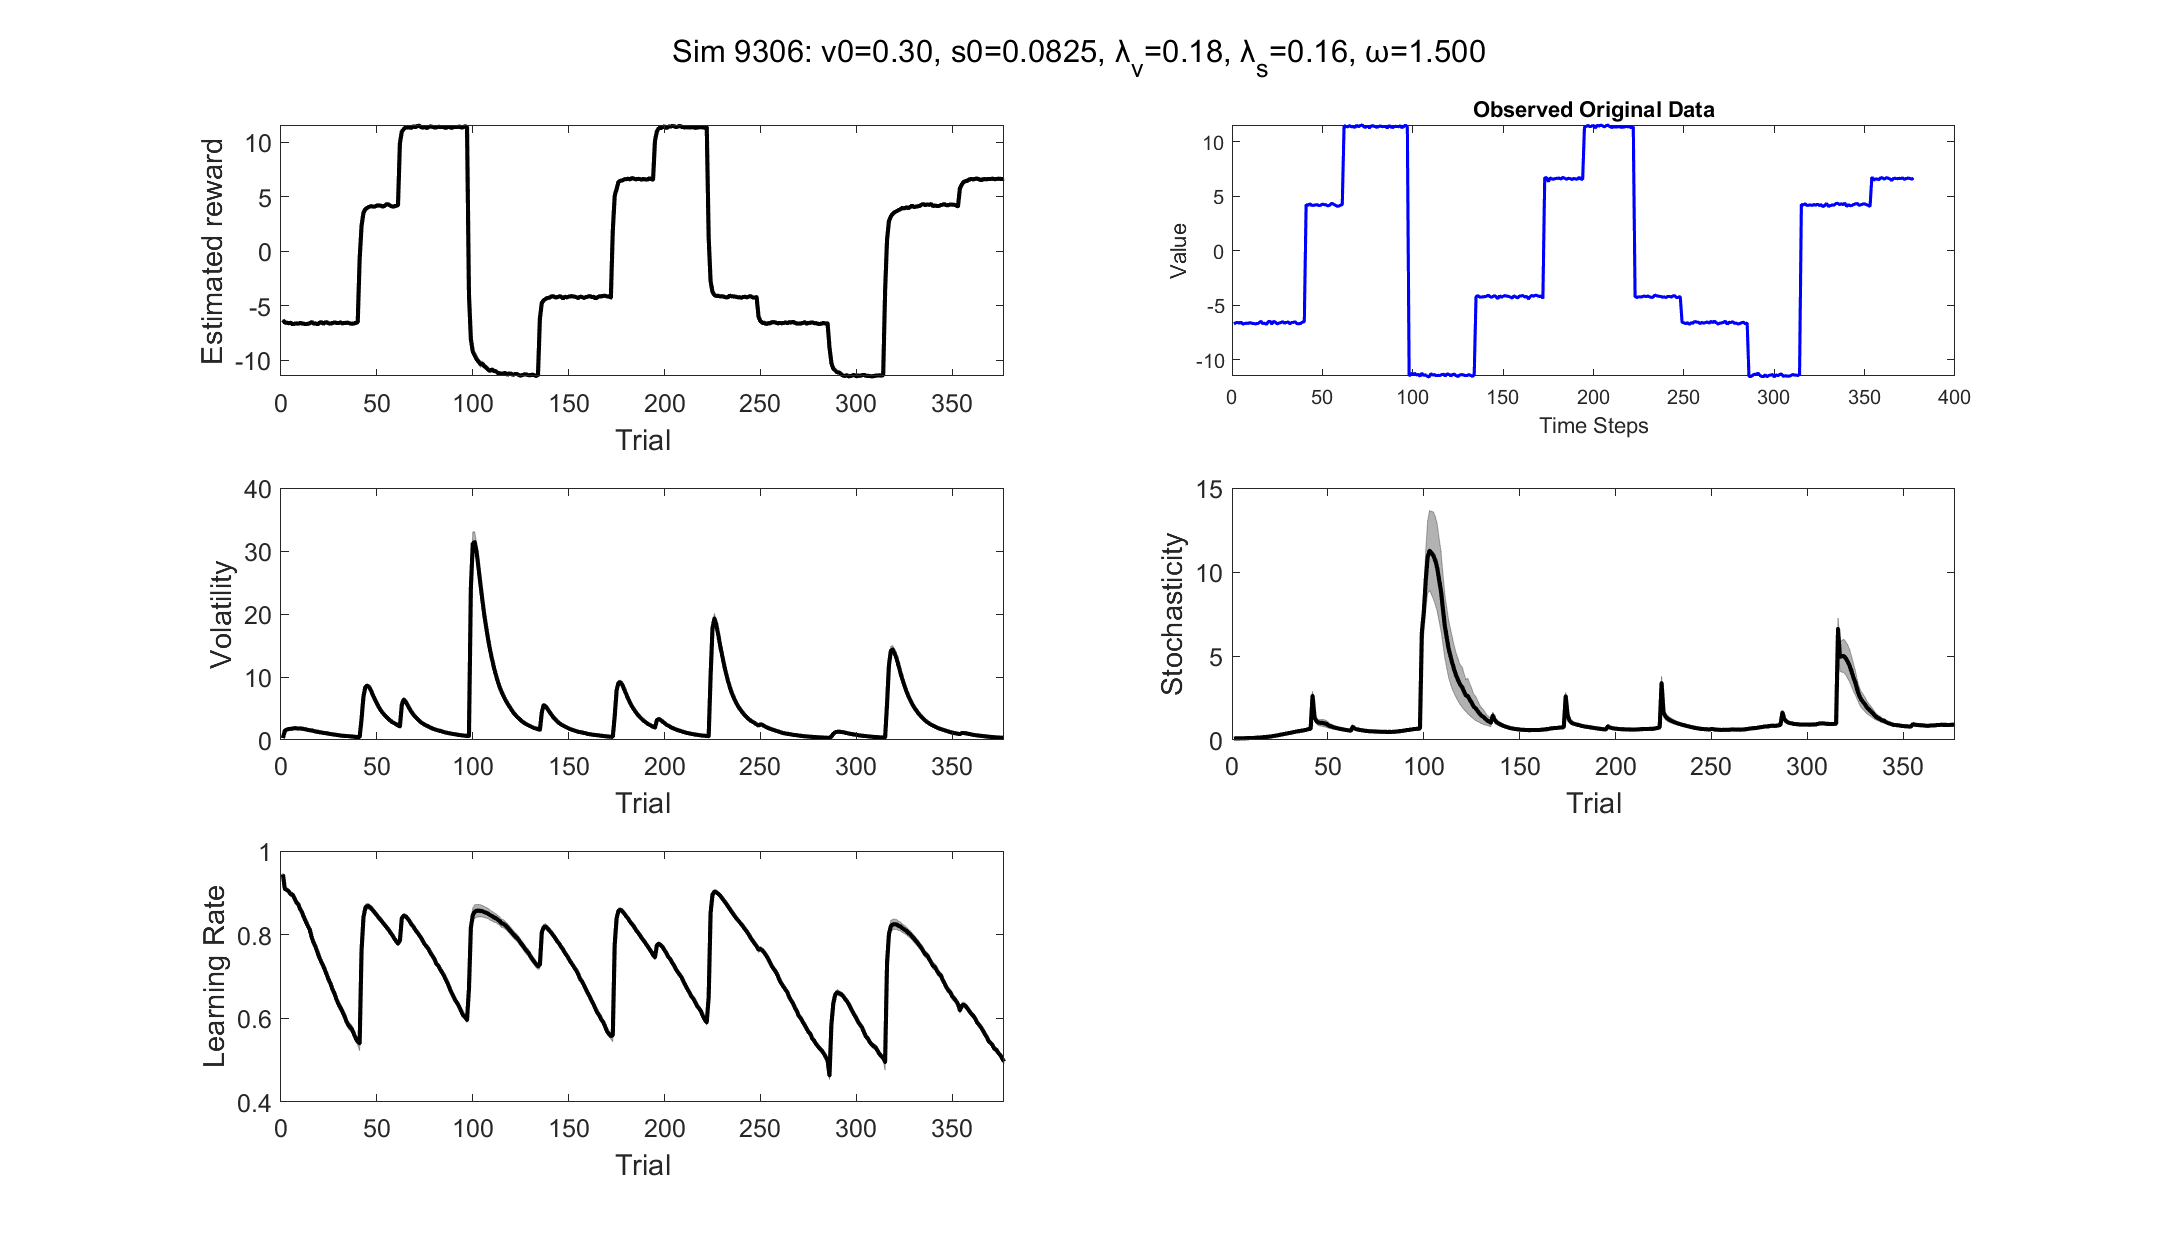 Sim 9306: v0=0.30, s0=0.0825, λ_v=0.18, λ_s=0.16, ω=1.500
Estimated reward
10
5
0
-5
-10
0 50 100 150 200 250 300 350
Trial
Observed Original Data
Value
10
5
0
-5
-10
0 50 100 150 200 250 300 350 400
Time Steps
Volatility
40
30
20
10
0
0 50 100 150 200 250 300 350
Trial
Stochasticity
15
10
5
0
0 50 100 150 200 250 300 350
Trial
Learning Rate
1
0.8
0.6
0.4
0 50 100 150 200 250 300 350
Trial